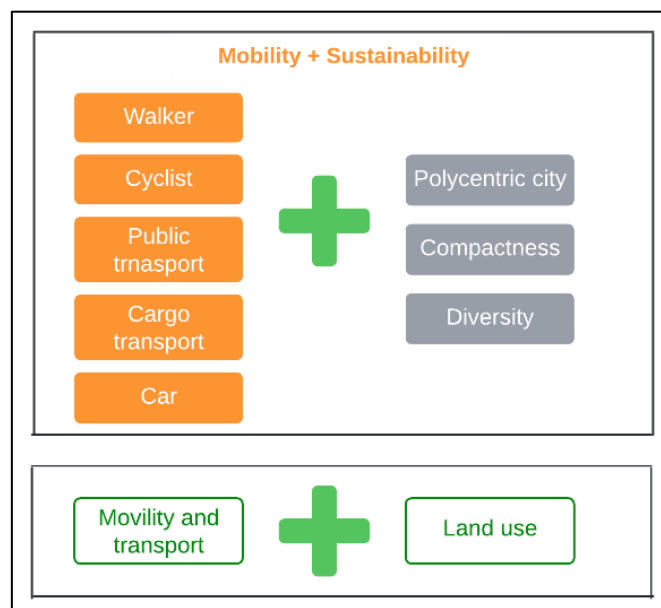 Mobility + Sustainability
Walker
Cyclist
Public
trnasport
Cargo
transport
Car
Polycentric city
Compactness
Diversity
Movility and
transport
Land use